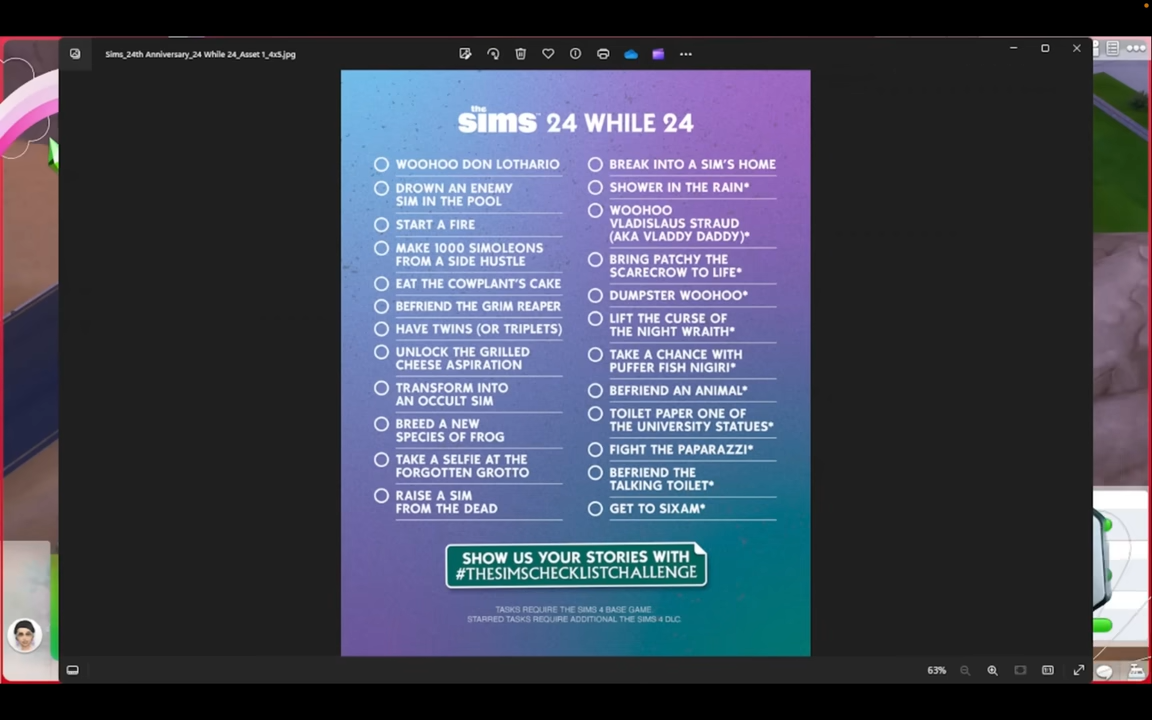 Sims_24th Anniversary_24 While 24_Asset 1_4x5.jpg
the
sims™ 24 WHILE 24
WOOHOO DON LOTHARIO
DROWN AN ENEMY
SIM IN THE POOL
START A FIRE
MAKE 1000 SIMOLEONS
FROM A SIDE HUSTLE
EAT THE COWPLANT'S CAKE
BEFRIEND THE GRIM REAPER
HAVE TWINS (OR TRIPLETS)
UNLOCK THE GRILLED
CHEESE ASPIRATION
TRANSFORM INTO
AN OCCULT SIM
BREED A NEW
SPECIES OF FROG
TAKE A SELFIE AT THE
FORGOTTEN GROTTO
RAISE A SIM
FROM THE DEAD
BREAK INTO A SIM'S HOME
SHOWER IN THE RAIN*
WOOHOO
VLADISLAUS STRAUD
(AKA VLADDY DADDY)*
BRING PATCHY THE
SCARECROW TO LIFE*
DUMPSTER WOOHOO*
LIFT THE CURSE OF
THE NIGHT WRAITH*
TAKE A CHANCE WITH
PUFFER FISH NIGIRI*
BEFRIEND AN ANIMAL*
TOILET PAPER ONE OF
THE UNIVERSITY STATUES*
FIGHT THE PAPARAZZI*
BEFRIEND THE
TALKING TOILET*
GET TO SIXAM*
SHOW US YOUR STORIES WITH
#THESIMSCHECKLISTCHALLENGE
TASKS REQUIRE THE SIMS 4 BASE GAME.
STARRED TASKS REQUIRE ADDITIONAL THE SIMS 4 DLC.
63%